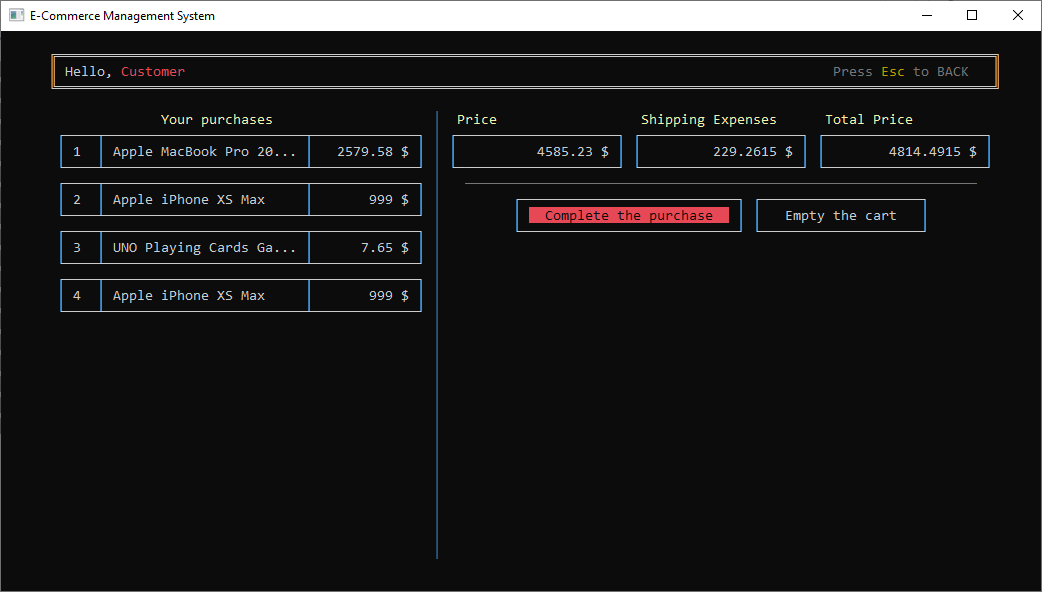 E-Commerce Management System
Hello, Customer Press Esc to BACK
Your purchases
1 Apple MacBook Pro 20... 2579.58 $
2 Apple iPhone XS Max 999 $
3 UNO Playing Cards Ga... 7.65 $
4 Apple iPhone XS Max 999 $
Price Shipping Expenses Total Price
4585.23 $ 229.2615 $ 4814.4915 $
Complete the purchase Empty the cart